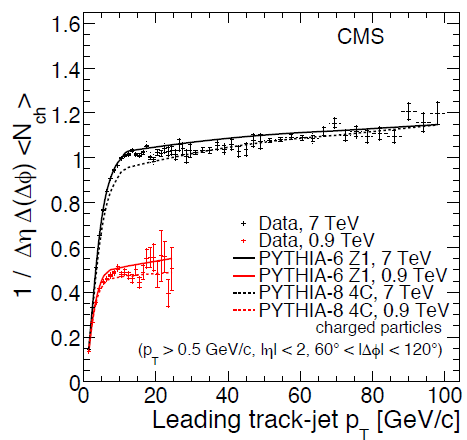 CMS
1.6
1.4
1.2
1
0.8
0.6
0.4
0.2
0
1 / Δη Δ(Δϕ) <N_ch>
Data, 7 TeV
Data, 0.9 TeV
PYTHIA-6 Z1, 7 TeV
PYTHIA-6 Z1, 0.9 TeV
PYTHIA-8 4C, 7 TeV
PYTHIA-8 4C, 0.9 TeV
charged particles
(p_T > 0.5 GeV/c, |η| < 2, 60° < |Δϕ| < 120°)
0 20 40 60 80 100
Leading track-jet p_T [GeV/c]